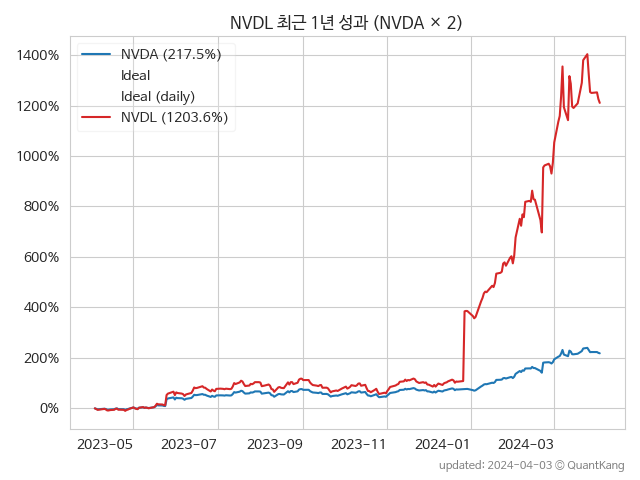 NVDL 최근 1년 성과 (NVDA × 2)
1400%
1200%
1000%
800%
600%
400%
200%
0%
NVDA (217.5%)
Ideal
Ideal (daily)
NVDL (1203.6%)
2023-05 2023-07 2023-09 2023-11 2024-01 2024-03
updated: 2024-04-03 © QuantKang